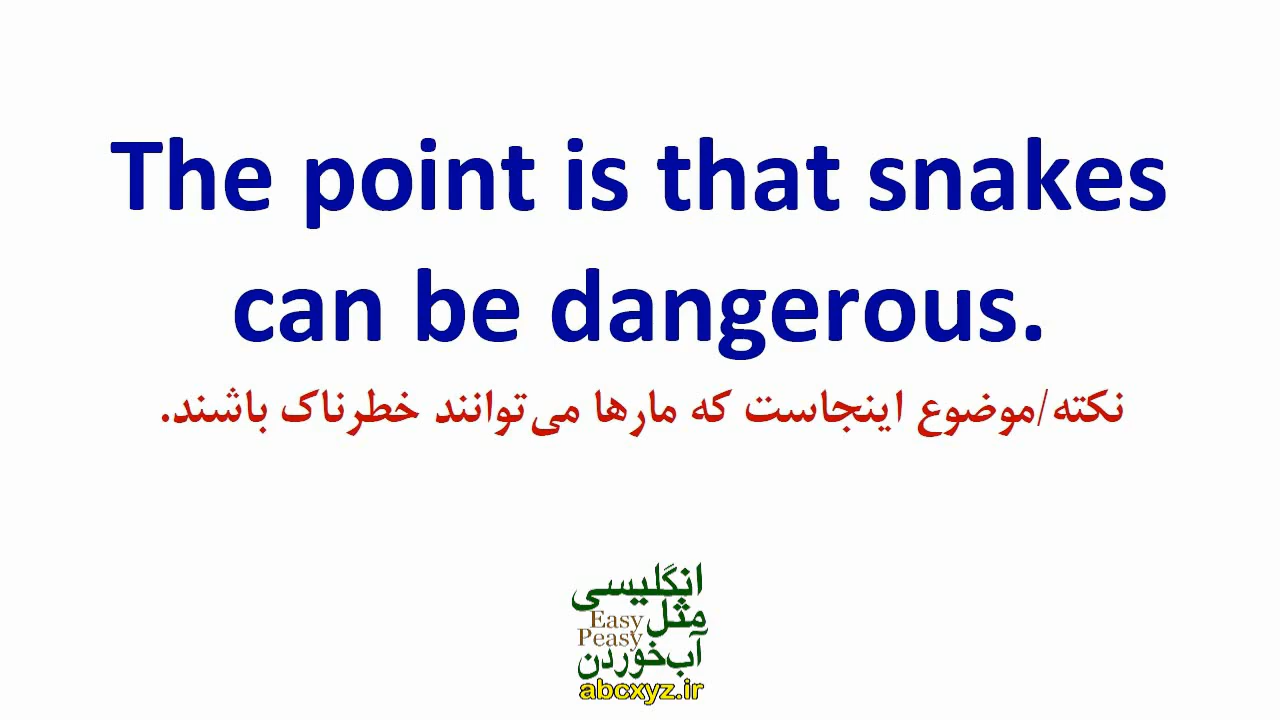 The point is that snakes
can be dangerous.
نکته/موضوع اینجاست که مارها می‌توانند خطرناک باشند.
انگلیسی
مثل
Easy
Peasy
آب‌خوردن
abcxyz.ir